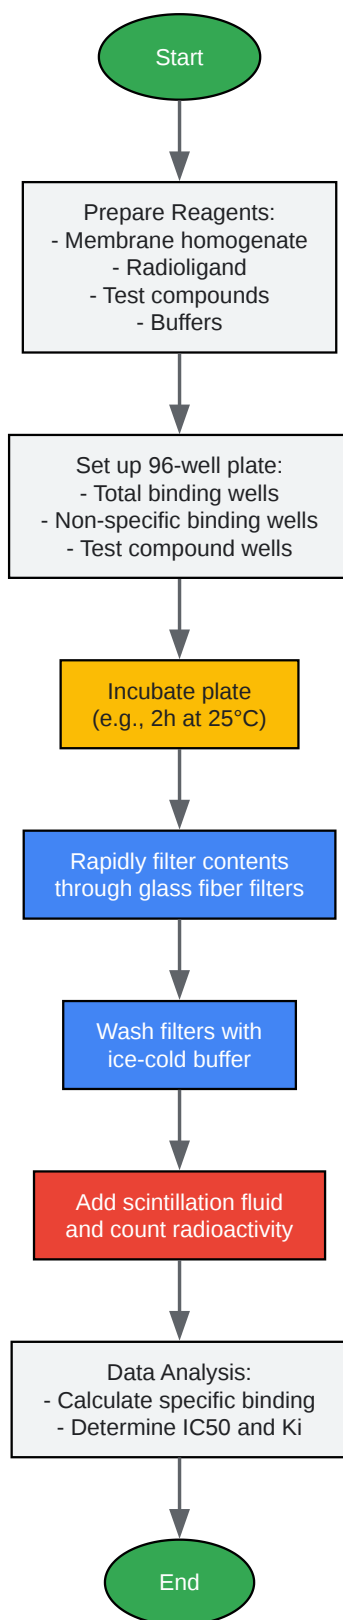 Start
Prepare Reagents:
- Membrane homogenate
- Radioligand
- Test compounds
- Buffers
Set up 96-well plate:
- Total binding wells
- Non-specific binding wells
- Test compound wells
Incubate plate
(e.g., 2h at 25°C)
Rapidly filter contents
through glass fiber filters
Wash filters with
ice-cold buffer
Add scintillation fluid
and count radioactivity
Data Analysis:
- Calculate specific binding
- Determine IC50 and Ki
End